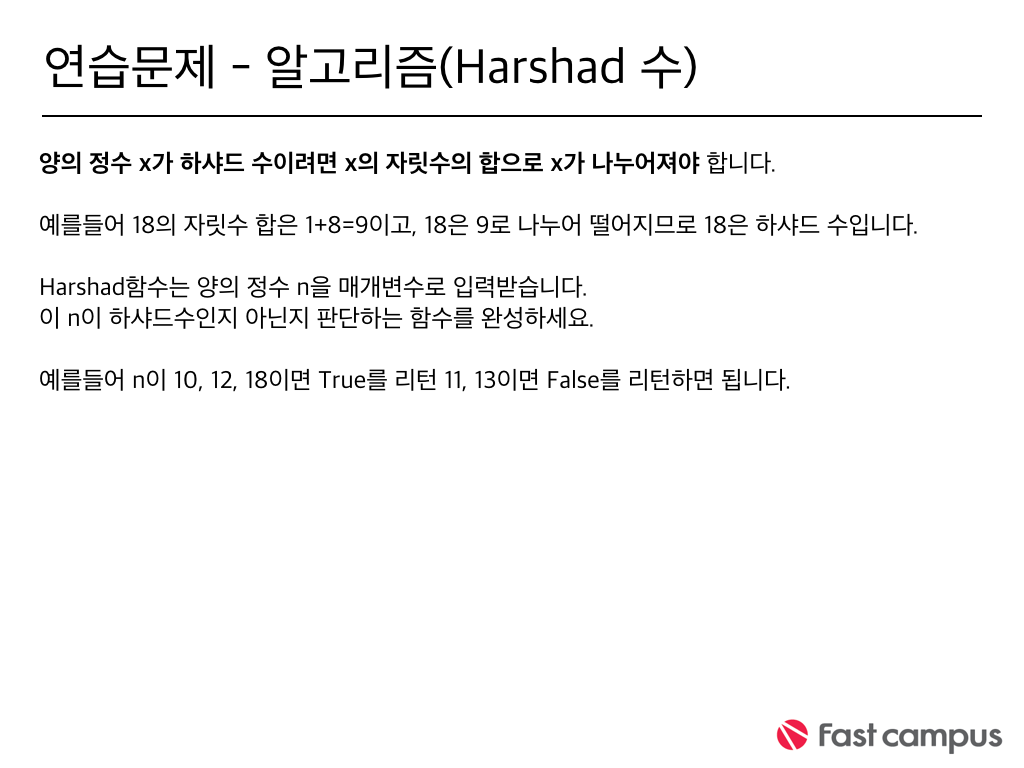 연습문제 - 알고리즘(Harshad 수)
양의 정수 x가 하샤드 수이려면 x의 자릿수의 합으로 x가 나누어져야 합니다.
예를들어 18의 자릿수 합은 1+8=9이고, 18은 9로 나누어 떨어지므로 18은 하샤드 수입니다.
Harshad함수는 양의 정수 n을 매개변수로 입력받습니다.
이 n이 하샤드수인지 아닌지 판단하는 함수를 완성하세요.
예를들어 n이 10, 12, 18이면 True를 리턴 11, 13이면 False를 리턴하면 됩니다.
Fast campus